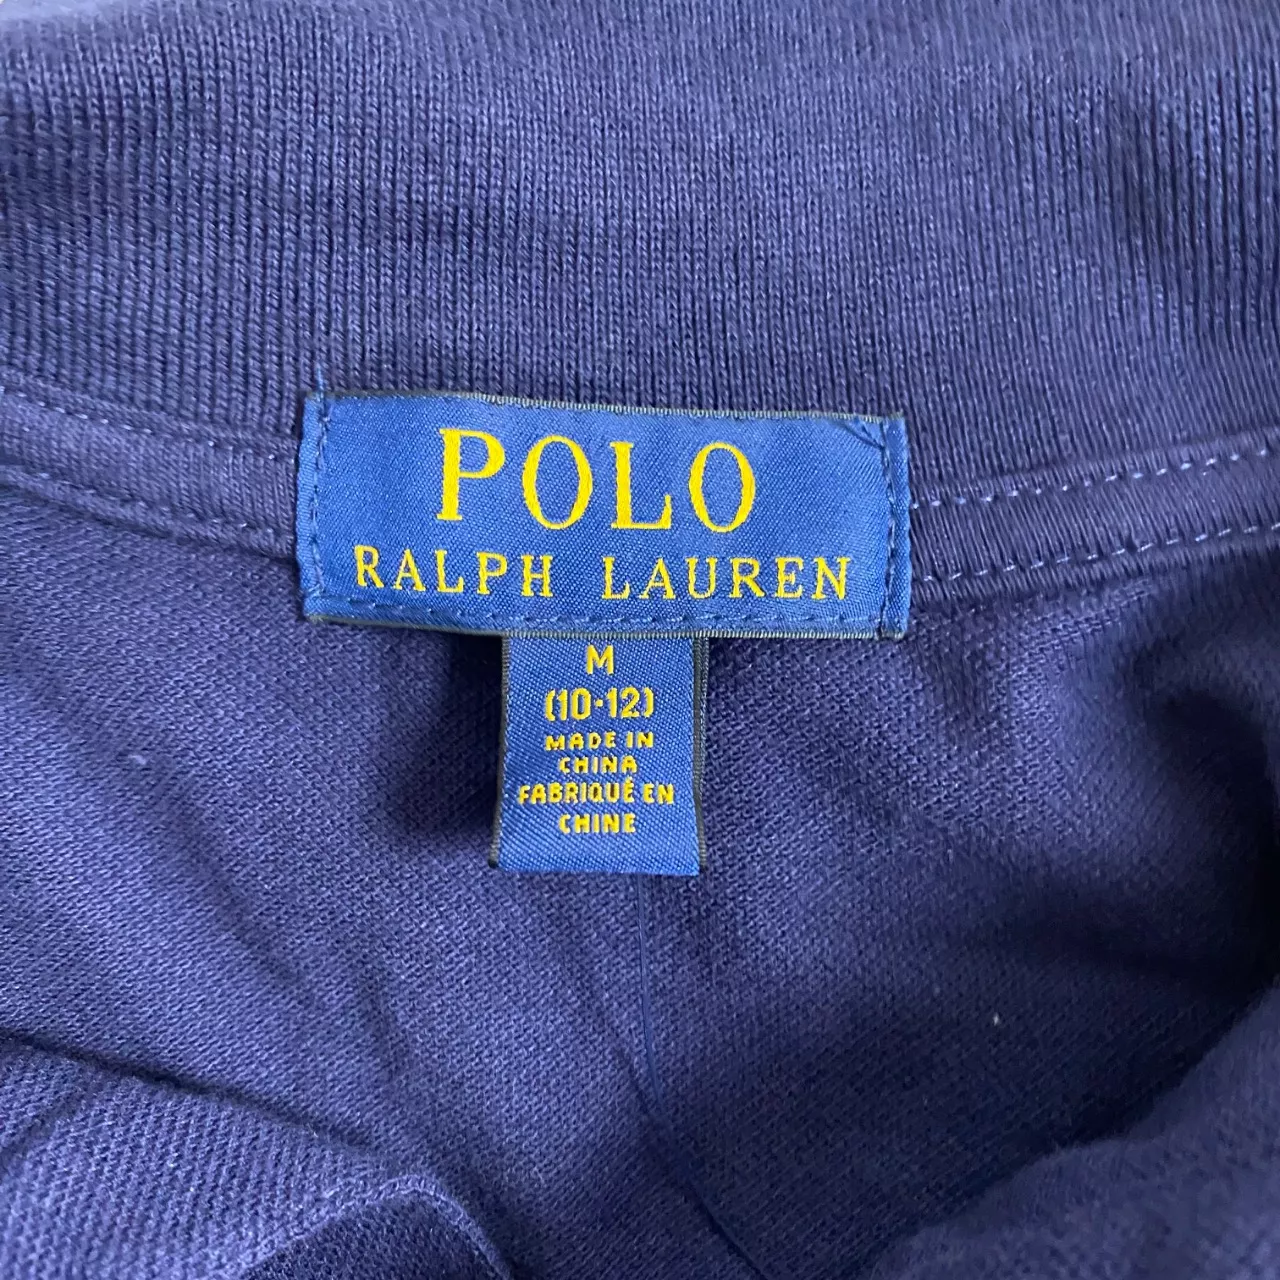 POLO
RALPH LAUREN
M
(10-12)
MADE IN
CHINA
FABRIQUÉ EN
CHINE